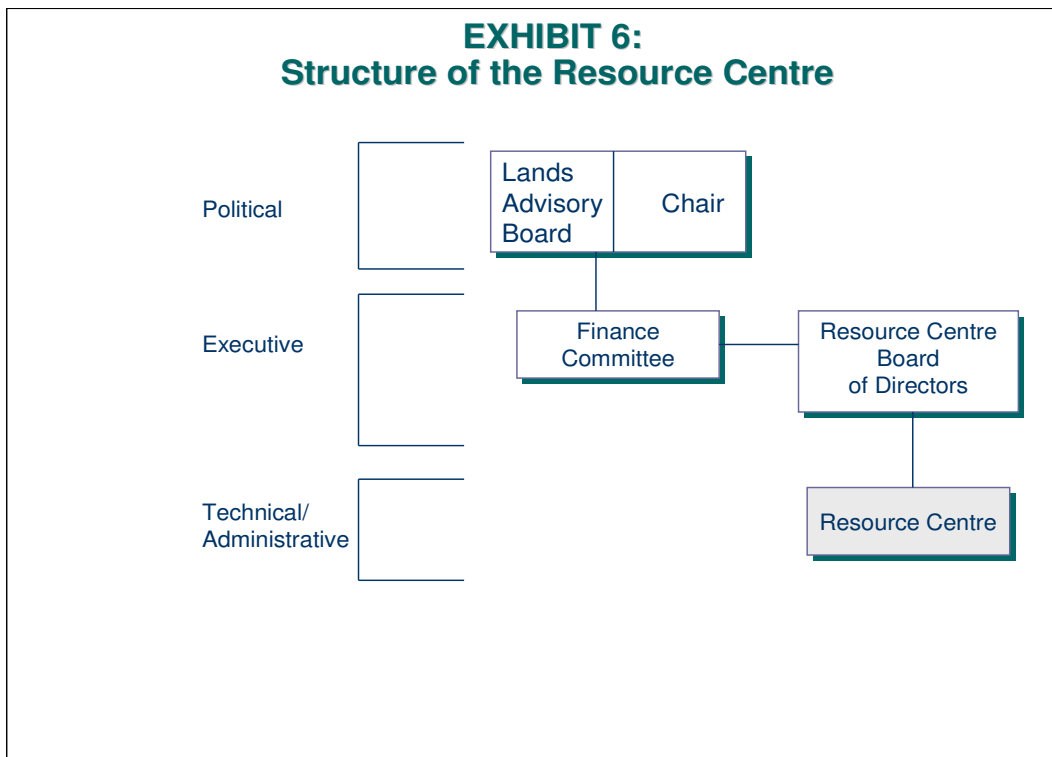 EXHIBIT 6:
Structure of the Resource Centre
Political
Lands
Advisory
Board
Chair
Executive
Finance
Committee
Resource Centre
Board
of Directors
Technical/
Administrative
Resource Centre